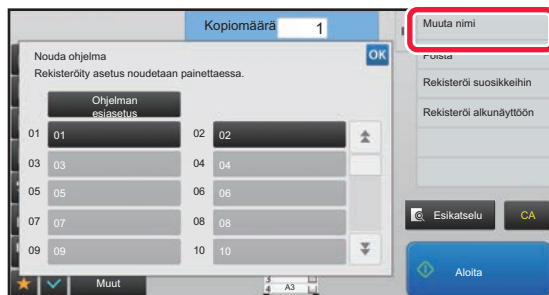 Kopiomäärä 1
Muuta nimi
Nouda ohjelma
OK
Rekisteröity asetus noudetaan painettaessa.
Poista
Rekisteröi suosikkeihin
Rekisteröi alkunäyttöön
Ohjelman
esiasetus
01 01
02 02
03 03
04 04
05 05
06 06
07 07
08 08
09 09
10 10
Esikatselu
CA
Muut
A3
Aloita